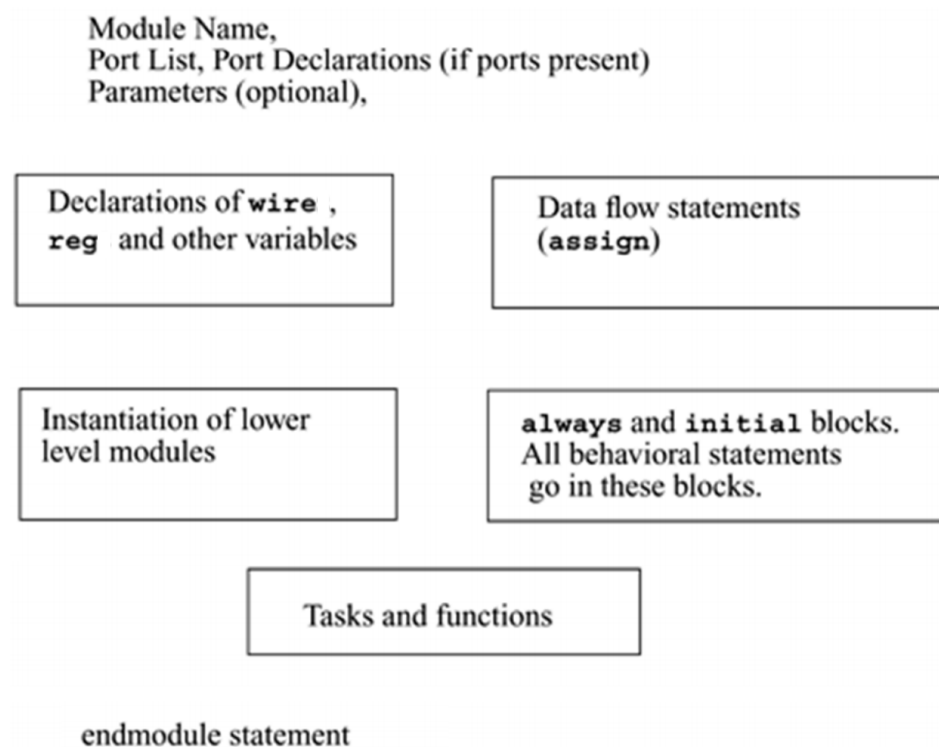 Module Name,
Port List, Port Declarations (if ports present)
Parameters (optional),
Declarations of wire ,
reg and other variables
Data flow statements
(assign)
Instantiation of lower
level modules
always and initial blocks.
All behavioral statements
go in these blocks.
Tasks and functions
endmodule statement